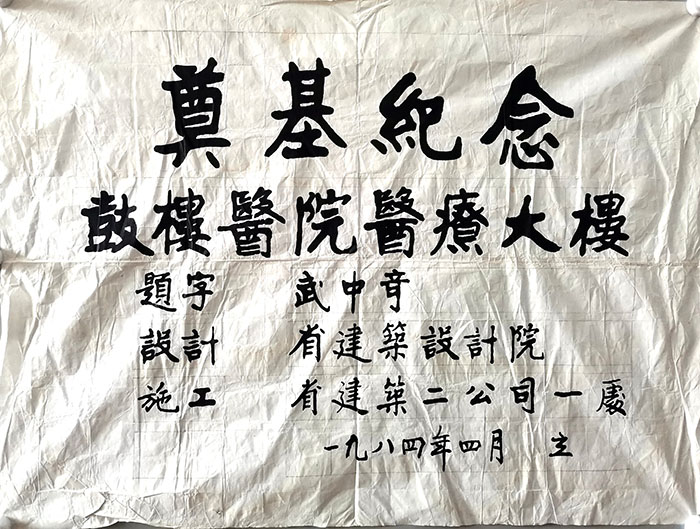 奠基紀念
鼓樓醫院醫療大樓
題字 武中竒
設計 省建築設計院
施工 省建築二公司一處
一九八四年四月 立